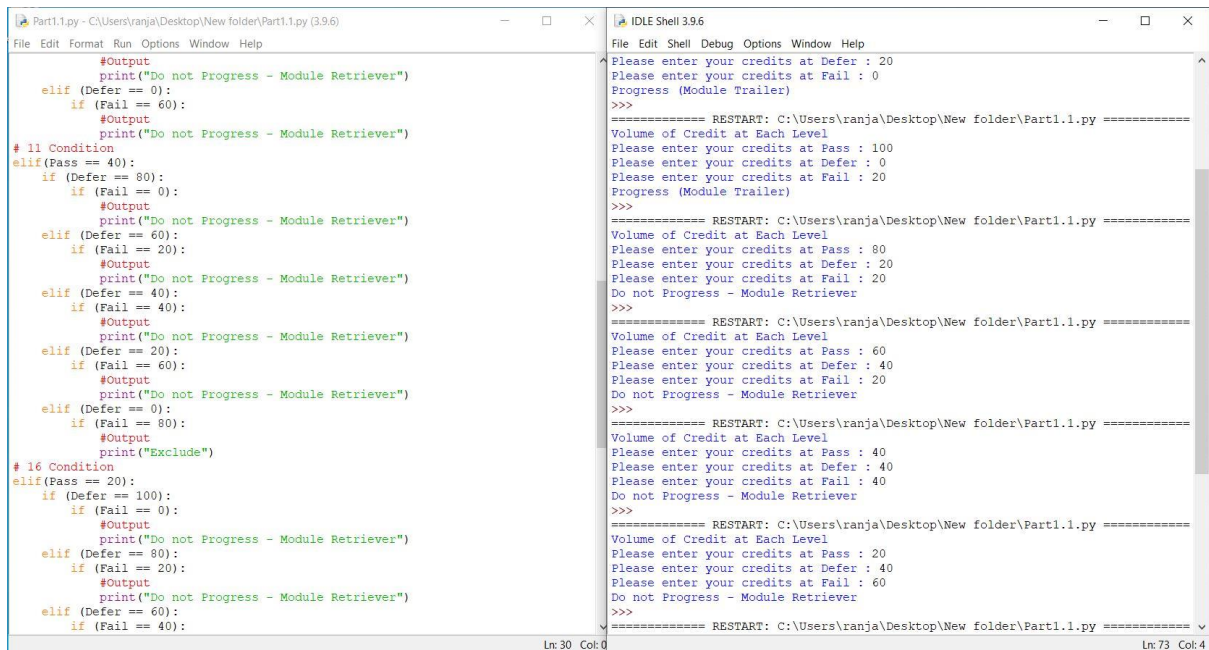 Part1.1.py - C:\Users\ranja\Desktop\New folder\Part1.1.py (3.9.6)
File Edit Format Run Options Window Help
#Output
print("Do not Progress - Module Retriever")
elif (Defer == 0):
if (Fail == 60):
#Output
print("Do not Progress - Module Retriever")
# 11 Condition
elif(Pass == 40):
if (Defer == 80):
if (Fail == 0):
#Output
print("Do not Progress - Module Retriever")
elif (Defer == 60):
if (Fail == 20):
#Output
print("Do not Progress - Module Retriever")
elif (Defer == 40):
if (Fail == 40):
#Output
print("Do not Progress - Module Retriever")
elif (Defer == 20):
if (Fail == 60):
#Output
print("Do not Progress - Module Retriever")
elif (Defer == 0):
if (Fail == 80):
#Output
print("Exclude")
# 16 Condition
elif(Pass == 20):
if (Defer == 100):
if (Fail == 0):
#Output
print("Do not Progress - Module Retriever")
elif (Defer == 80):
if (Fail == 20):
#Output
print("Do not Progress - Module Retriever")
elif (Defer == 60):
if (Fail == 40):
Ln: 30 Col: 0
IDLE Shell 3.9.6
File Edit Shell Debug Options Window Help
Please enter your credits at Defer : 20
Please enter your credits at Fail : 0
Progress (Module Trailer)
>>>
============= RESTART: C:\Users\ranja\Desktop\New folder\Part1.1.py ============
Volume of Credit at Each Level
Please enter your credits at Pass : 100
Please enter your credits at Defer : 0
Please enter your credits at Fail : 20
Progress (Module Trailer)
>>>
============= RESTART: C:\Users\ranja\Desktop\New folder\Part1.1.py ============
Volume of Credit at Each Level
Please enter your credits at Pass : 80
Please enter your credits at Defer : 20
Please enter your credits at Fail : 20
Do not Progress - Module Retriever
>>>
============= RESTART: C:\Users\ranja\Desktop\New folder\Part1.1.py ============
Volume of Credit at Each Level
Please enter your credits at Pass : 60
Please enter your credits at Defer : 40
Please enter your credits at Fail : 20
Do not Progress - Module Retriever
>>>
============= RESTART: C:\Users\ranja\Desktop\New folder\Part1.1.py ============
Volume of Credit at Each Level
Please enter your credits at Pass : 40
Please enter your credits at Defer : 40
Please enter your credits at Fail : 40
Do not Progress - Module Retriever
>>>
============= RESTART: C:\Users\ranja\Desktop\New folder\Part1.1.py ============
Volume of Credit at Each Level
Please enter your credits at Pass : 20
Please enter your credits at Defer : 40
Please enter your credits at Fail : 60
Do not Progress - Module Retriever
>>>
============= RESTART: C:\Users\ranja\Desktop\New folder\Part1.1.py ============
Ln: 73 Col: 4